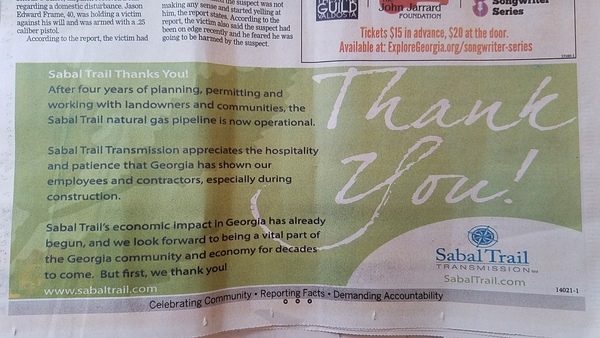 regarding a domestic disturbance. Jason
Edward Frame, 40, was holding a victim
against his will and was armed with a .25
caliber pistol.
According to the report, the victim had
suspect was not
making any sense and started yelling at
him, the report states. According to the
report, the victim also said the suspect had
been on edge recently and he feared he was
going to be harmed by the suspect.
GUILD
VALDOSTA
John Jarrard
FOUNDATION
Songwriter
Series
Tickets $15 in advance, $20 at the door.
Available at: ExploreGeorgia.org/songwriter-series
Sabal Trail Thanks You!
After four years of planning, permitting and
working with landowners and communities, the
Sabal Trail natural gas pipeline is now operational.
Sabal Trail Transmission appreciates the hospitality
and patience that Georgia has shown our
employees and contractors, especially during
construction.
Sabal Trail's economic impact in Georgia has already
begun, and we look forward to being a vital part of
the Georgia community and economy for decades
to come. But first, we thank you!
www.sabaltrail.com
Thank
You!
Sabal Trail
TRANSMISSION
SabalTrail.com
14021-1
Celebrating Community • Reporting Facts • Demanding Accountability